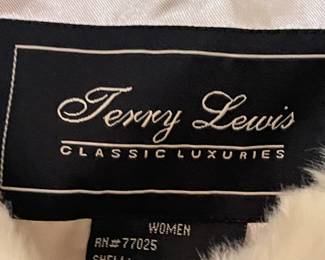 Terry Lewis
CLASSIC LUXURIES
WOMEN
RN#77025